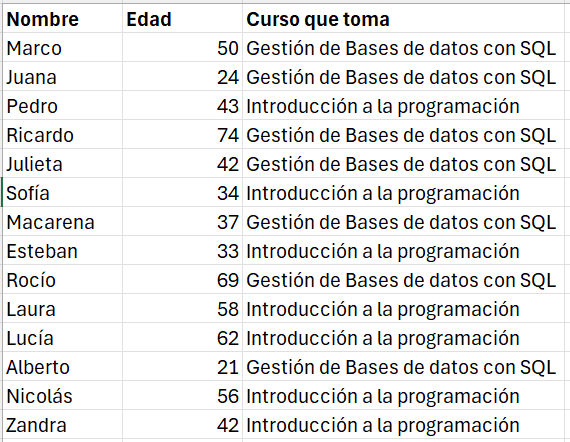 Nombre Edad Curso que toma
Marco 50 Gestión de Bases de datos con SQL
Juana 24 Gestión de Bases de datos con SQL
Pedro 43 Introducción a la programación
Ricardo 74 Gestión de Bases de datos con SQL
Julieta 42 Gestión de Bases de datos con SQL
Sofía 34 Introducción a la programación
Macarena 37 Gestión de Bases de datos con SQL
Esteban 33 Introducción a la programación
Rocío 69 Gestión de Bases de datos con SQL
Laura 58 Introducción a la programación
Lucía 62 Introducción a la programación
Alberto 21 Gestión de Bases de datos con SQL
Nicolás 56 Introducción a la programación
Zandra 42 Introducción a la programación